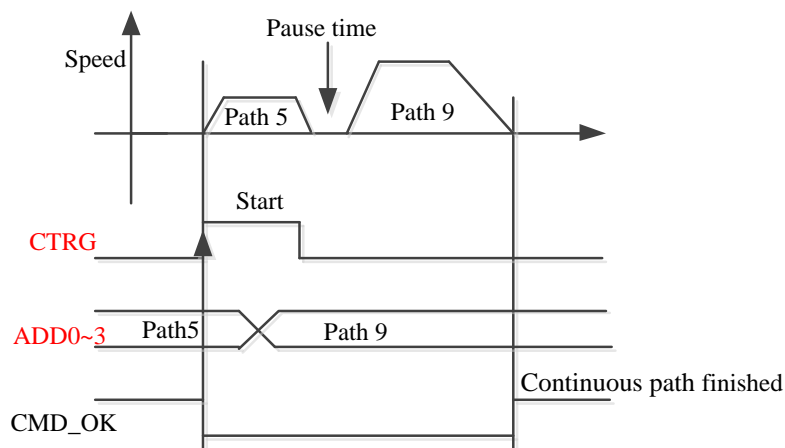 Pause time
Speed
Path 5
Path 9
Start
CTRG
ADD0~3
Path5
Path 9
Continuous path finished
CMD_OK